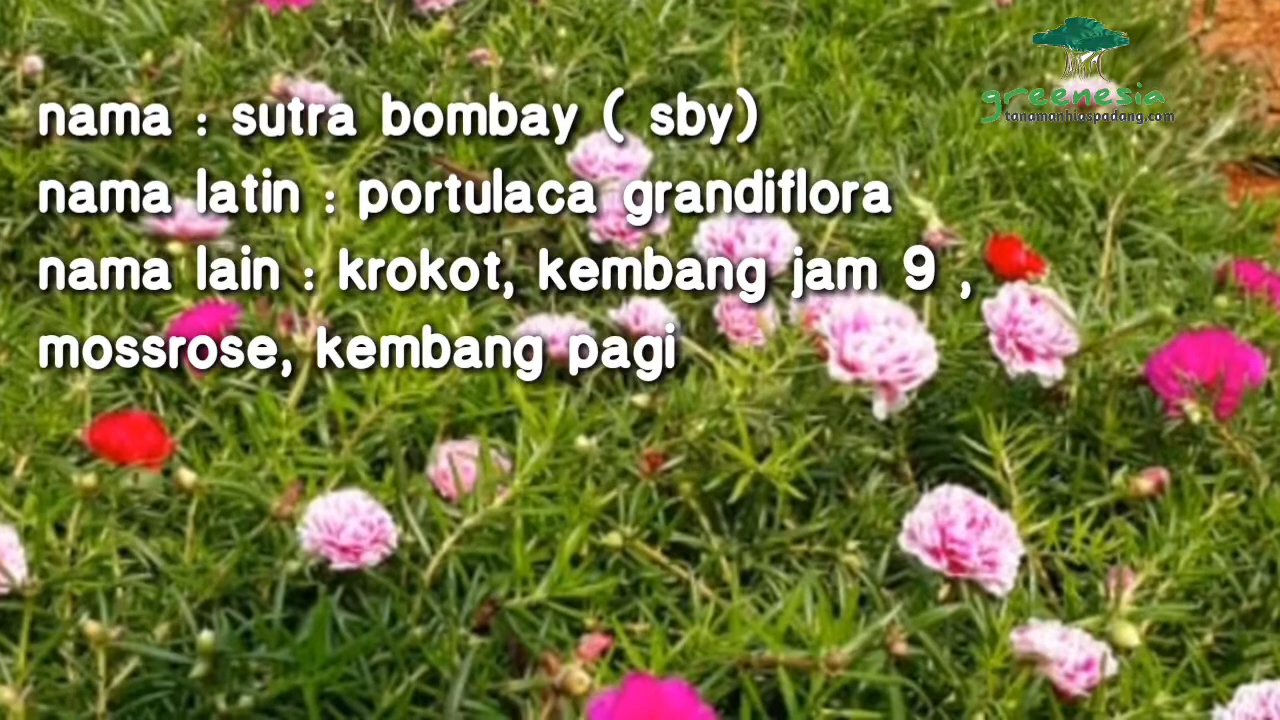 nama : sutra bombay ( sby)
nama latin : portulaca grandiflora
nama lain : krokot, kembang jam 9 ,
mossrose, kembang pagi
greenesia
tanamanhiaspadang.com